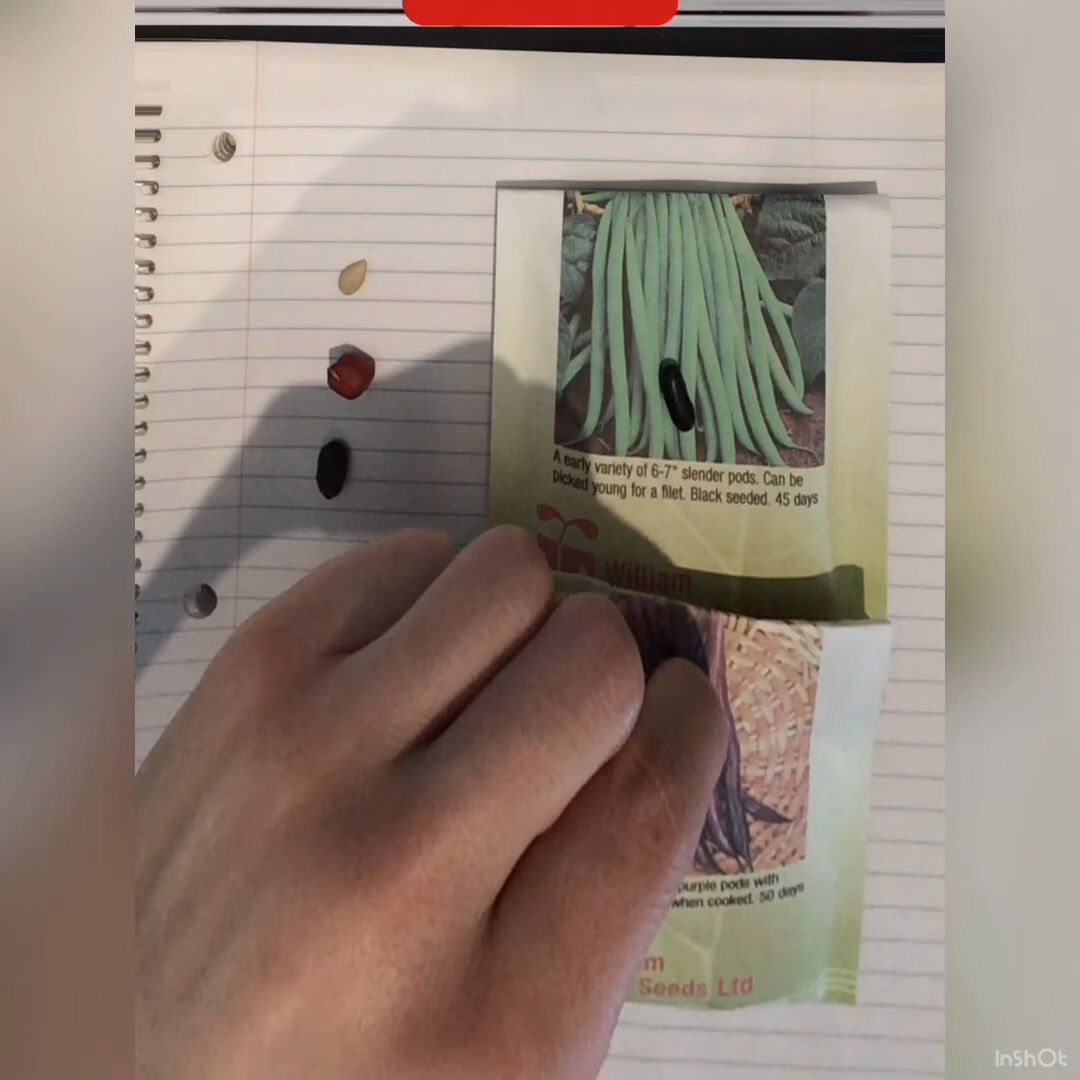 A early variety of 6-7" slender pods. Can be
picked young for a filet. Black seeded. 45 days
William
purple pods with
when cooked. 50 days
m
Seeds Ltd
InShOt